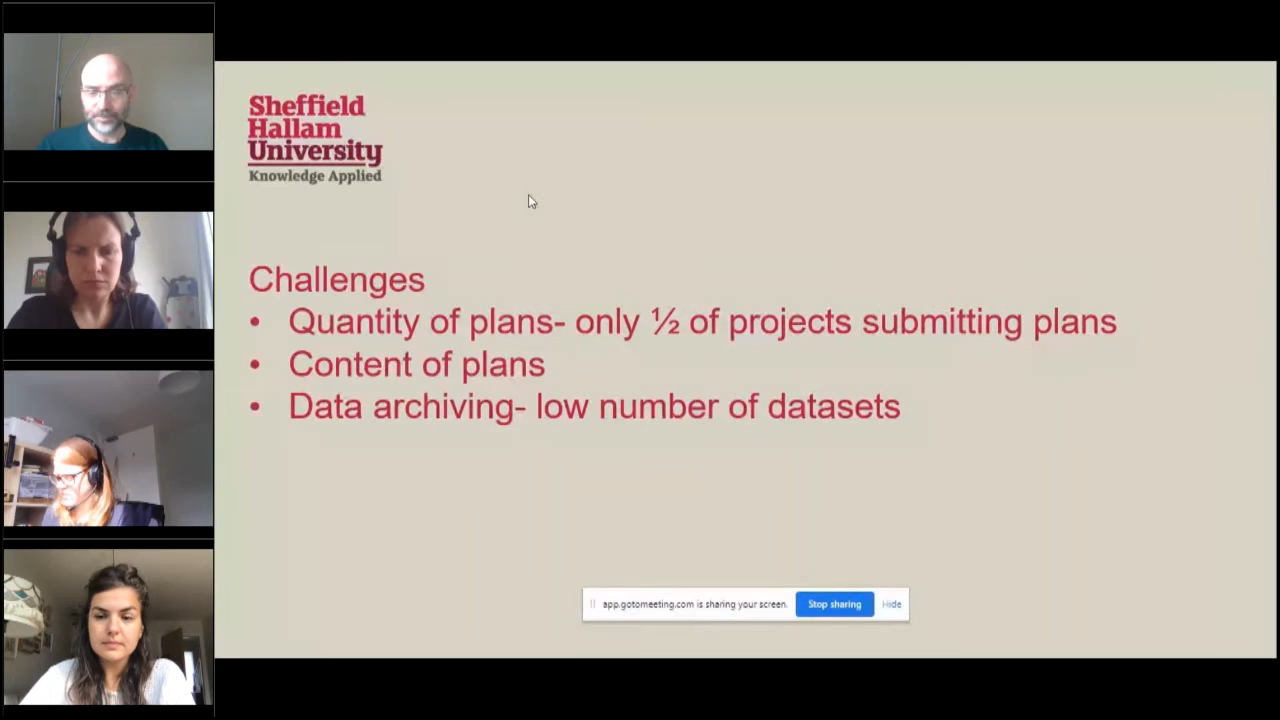 Sheffield
Hallam
University
Knowledge Applied
Challenges
• Quantity of plans- only ½ of projects submitting plans
• Content of plans
• Data archiving- low number of datasets
app.gotomeeting.com is sharing your screen. Stop sharing Hide